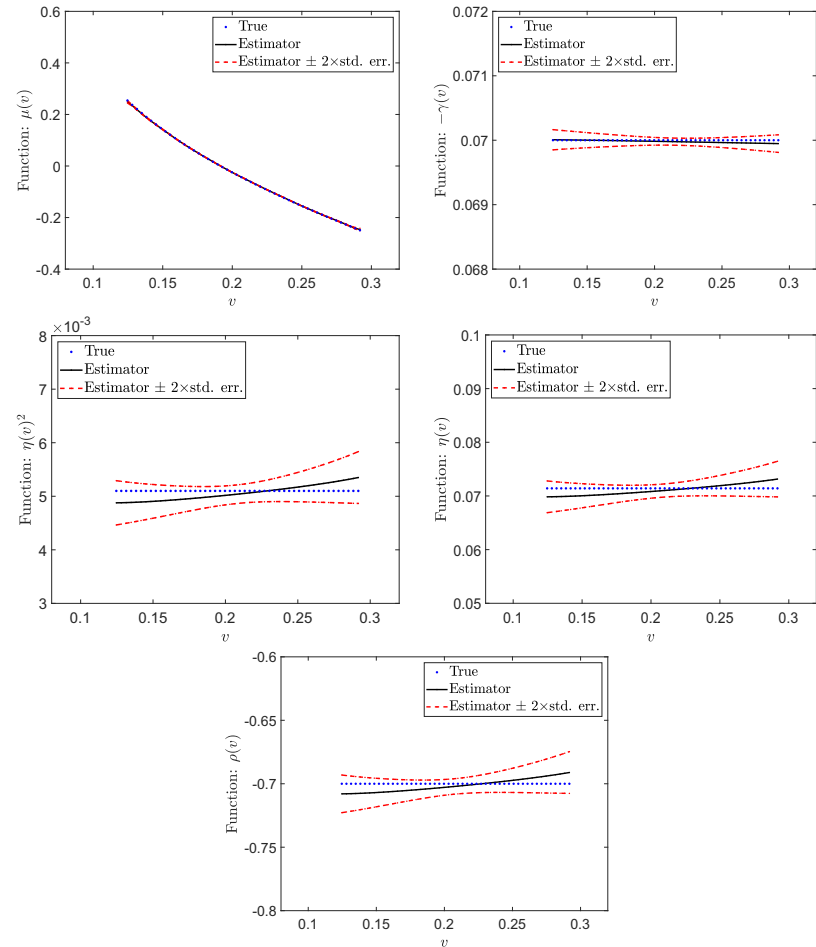 True
Estimator
Estimator ± 2×std. err.
0.6
0.4
0.2
0
-0.2
-0.4
0.1
0.15
0.2
0.25
0.3
v
Function: μ(v)
True
Estimator
Estimator ± 2×std. err.
0.072
0.071
0.07
0.069
0.068
0.1
0.15
0.2
0.25
0.3
v
Function: −γ(v)
×10⁻³
True
Estimator
Estimator ± 2×std. err.
8
7
6
5
4
3
0.1
0.15
0.2
0.25
0.3
v
Function: η(v)²
True
Estimator
Estimator ± 2×std. err.
0.1
0.09
0.08
0.07
0.06
0.05
0.1
0.15
0.2
0.25
0.3
v
Function: η(v)
True
Estimator
Estimator ± 2×std. err.
-0.6
-0.65
-0.7
-0.75
-0.8
0.1
0.15
0.2
0.25
0.3
v
Function: ρ(v)